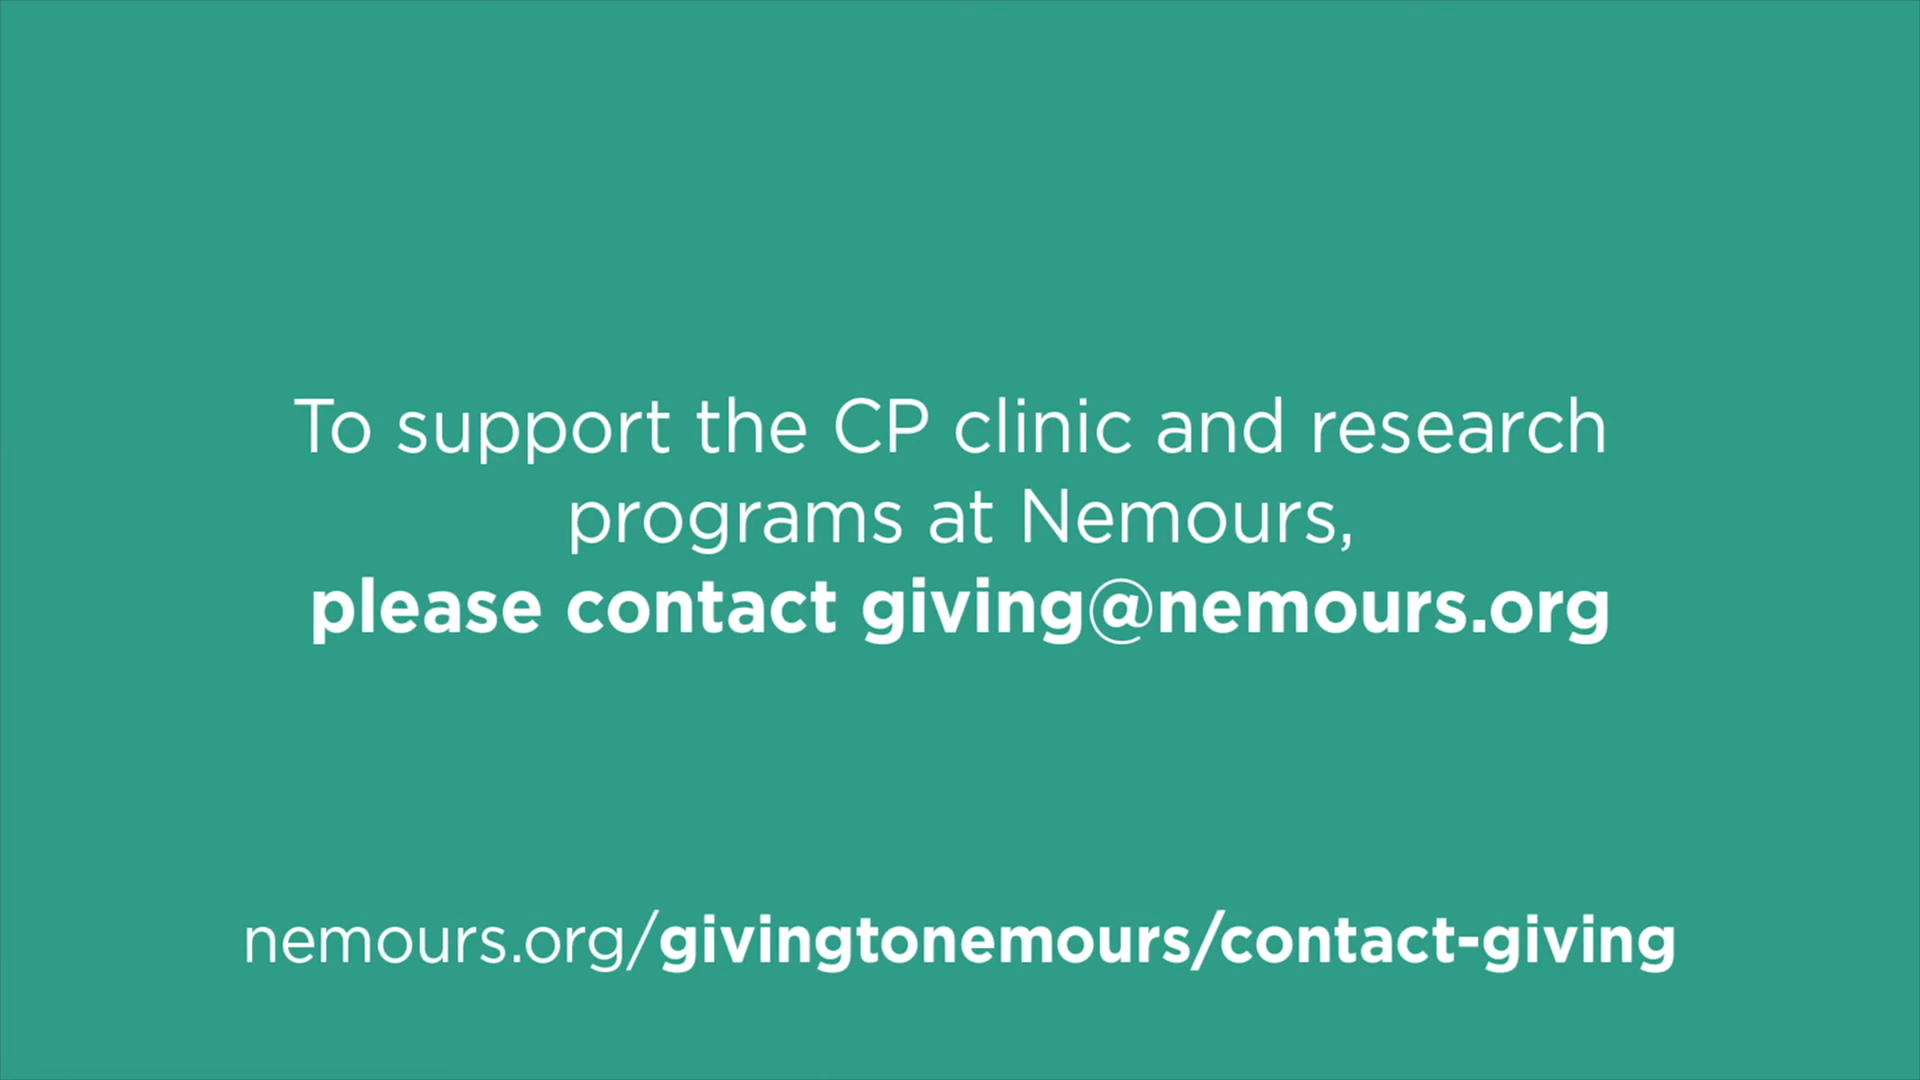 To support the CP clinic and research
programs at Nemours,
please contact giving@nemours.org
nemours.org/givingtonemours/contact-giving